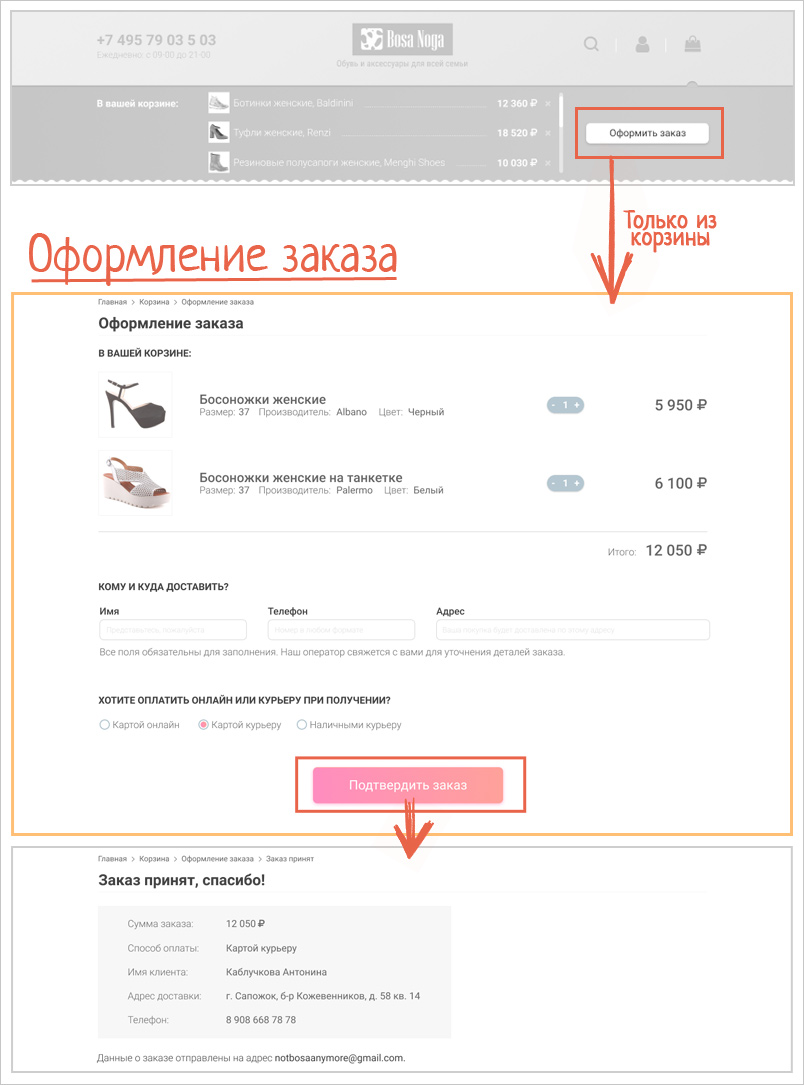 +7 495 79 03 5 03
Ежедневно: с 09-00 до 21-00
Bosa Noga
Обувь и аксессуары для всей семьи
В вашей корзине:
Ботинки женские, Baldinini 12 360 ₽ ×
Туфли женские, Renzi 18 520 ₽ ×
Резиновые полусапоги женские, Menghi Shoes 10 030 ₽ ×
Оформить заказ
Только из
корзины
Оформление заказа
Главная > Корзина > Оформление заказа
Оформление заказа
В ВАШЕЙ КОРЗИНЕ:
Босоножки женские
Размер: 37 Производитель: Albano Цвет: Черный
- 1 +
5 950 ₽
Босоножки женские на танкетке
Размер: 37 Производитель: Palermo Цвет: Белый
- 1 +
6 100 ₽
Итого: 12 050 ₽
КОМУ И КУДА ДОСТАВИТЬ?
Имя Телефон Адрес
Представьтесь, пожалуйста Номер в любом формате Ваша покупка будет доставлена по этому адресу
Все поля обязательны для заполнения. Наш оператор свяжется с вами для уточнения деталей заказа.
ХОТИТЕ ОПЛАТИТЬ ОНЛАЙН ИЛИ КУРЬЕРУ ПРИ ПОЛУЧЕНИИ?
Картой онлайн Картой курьеру Наличными курьеру
Подтвердить заказ
Главная > Корзина > Оформление заказа > Заказ принят
Заказ принят, спасибо!
Сумма заказа: 12 050 ₽
Способ оплаты: Картой курьеру
Имя клиента: Каблучкова Антонина
Адрес доставки: г. Сапожок, б-р Кожевенников, д. 58 кв. 14
Телефон: 8 908 668 78 78
Данные о заказе отправлены на адрес notbosaanymore@gmail.com.